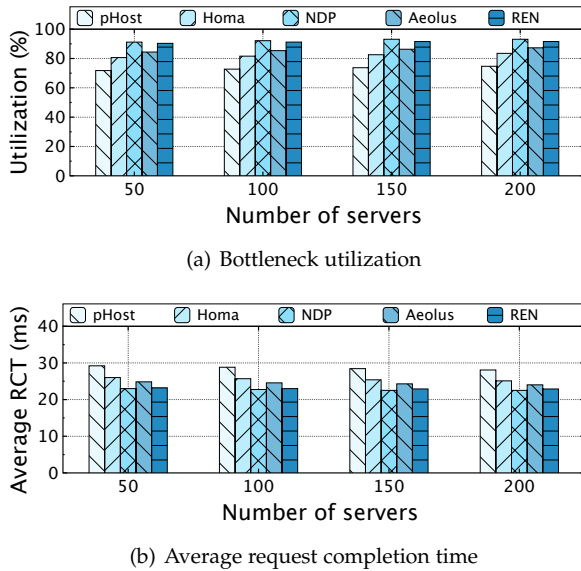 pHost Homa NDP Aeolus REN
100
80
60
40
20
0
Utilization (%)
50 100 150 200
Number of servers
(a) Bottleneck utilization
pHost Homa NDP Aeolus REN
40
30
20
10
0
Average RCT (ms)
50 100 150 200
Number of servers
(b) Average request completion time